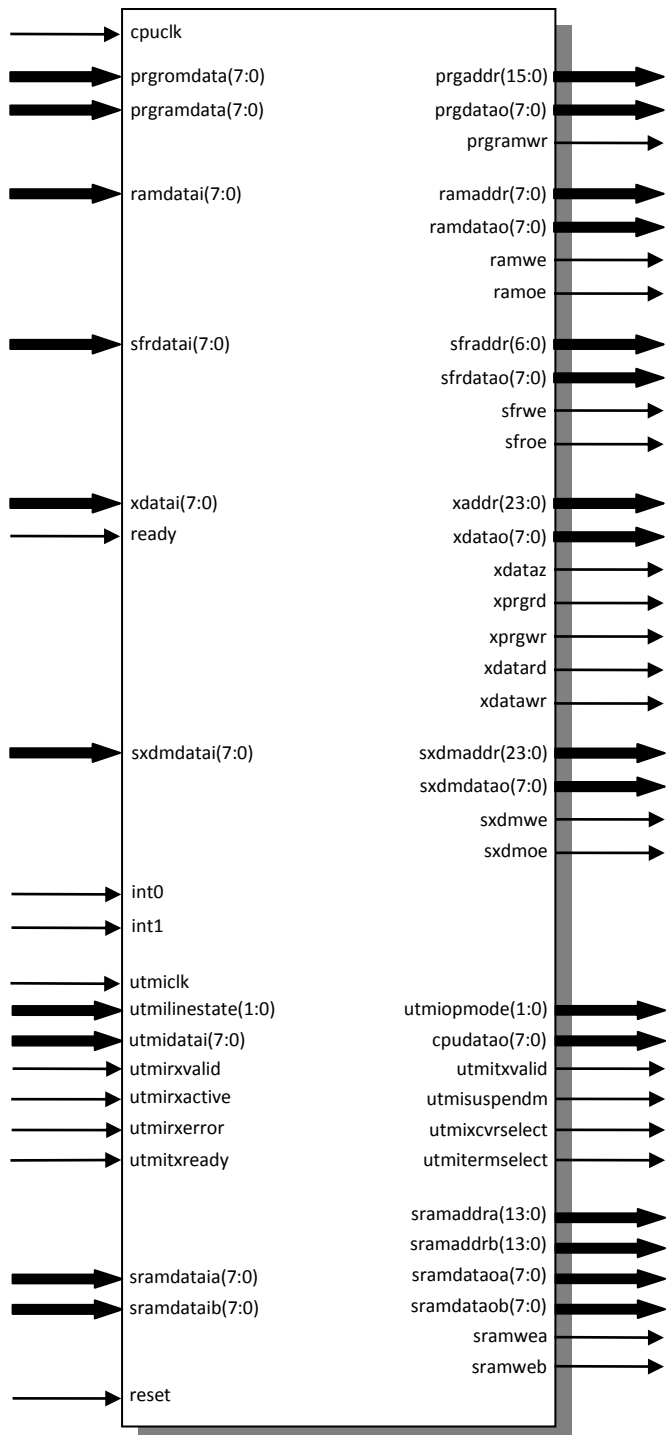 cpuclk
prgromdata(7:0) prgaddr(15:0)
prgramdata(7:0) prgdatao(7:0)
prgramwr
ramdatai(7:0) ramaddr(7:0)
ramdatao(7:0)
ramwe
ramoe
sfrdatai(7:0) sfraddr(6:0)
sfrdatao(7:0)
sfrwe
sfroe
xdatai(7:0) xaddr(23:0)
ready xdatao(7:0)
xdataz
xprgrd
xprgwr
xdatard
xdatawr
sxdmdatai(7:0) sxdmaddr(23:0)
sxdmdatao(7:0)
sxdmwe
sxdmoe
int0
int1
utmiclk
utmilinestate(1:0) utmiopmode(1:0)
utmidatai(7:0) cpudatao(7:0)
utmirxvalid utmitxvalid
utmirxactive utmisuspendm
utmirxerror utmixcvrselect
utmitxready utmitermselect
sramaddra(13:0)
sramaddrb(13:0)
sramdataia(7:0) sramdataoa(7:0)
sramdataib(7:0) sramdataob(7:0)
sramwea
sramweb
reset